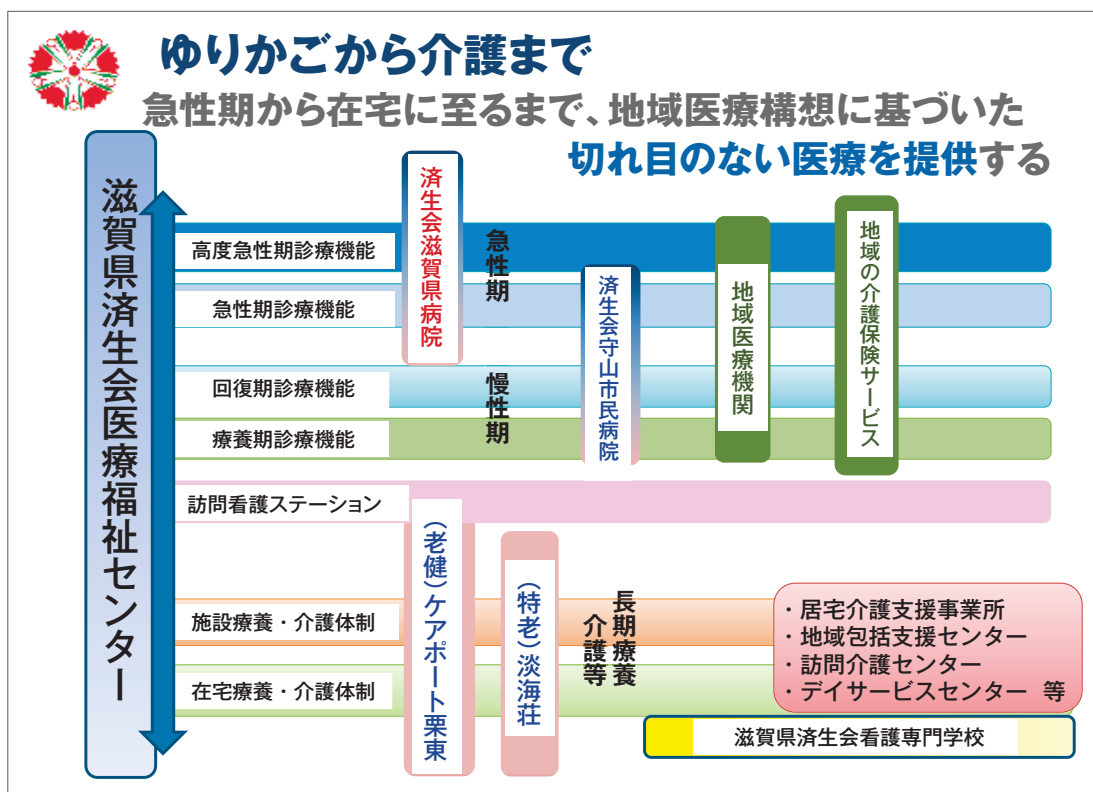 ゆりかごから介護まで
急性期から在宅に至るまで、地域医療構想に基づいた
切れ目のない医療を提供する
滋賀県済生会医療福祉センター
高度急性期診療機能
急性期診療機能
回復期診療機能
療養期診療機能
訪問看護ステーション
施設療養・介護体制
在宅療養・介護体制
済生会滋賀県病院
急性期
慢性期
済生会守山市民病院
地域医療機関
地域の介護保険サービス
（老健）ケアポート栗東
（特老）淡海荘
長期療養
介護等
・居宅介護支援事業所
・地域包括支援センター
・訪問介護センター
・デイサービスセンター 等
滋賀県済生会看護専門学校